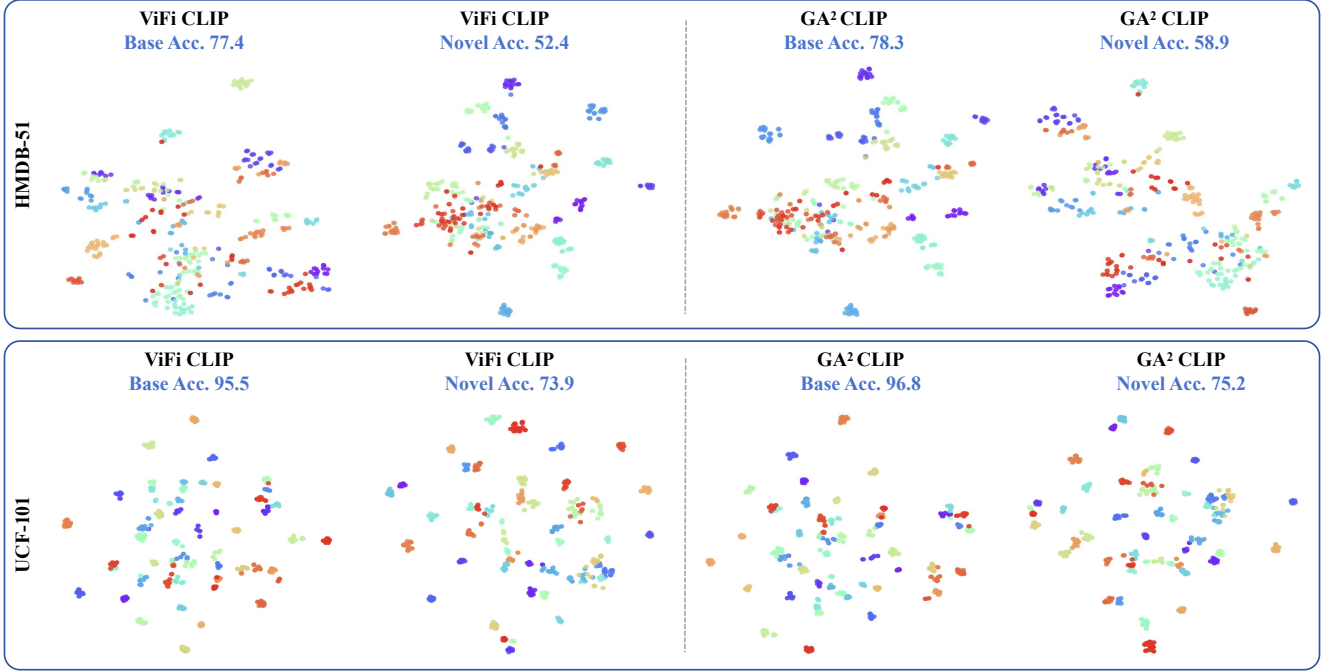 HMDB-51
ViFi CLIP
Base Acc. 77.4
ViFi CLIP
Novel Acc. 52.4
GA² CLIP
Base Acc. 78.3
GA² CLIP
Novel Acc. 58.9
UCF-101
ViFi CLIP
Base Acc. 95.5
ViFi CLIP
Novel Acc. 73.9
GA² CLIP
Base Acc. 96.8
GA² CLIP
Novel Acc. 75.2